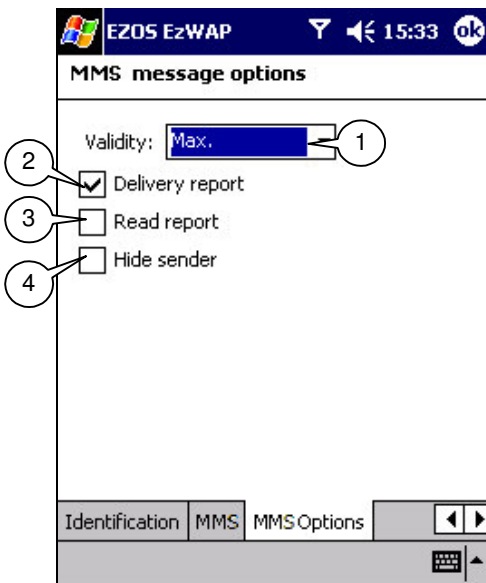 EZOS EzWAP 15:33 ok
MMS message options
Validity: Max. 1
2 Delivery report
3 Read report
4 Hide sender
Identification MMS MMS Options